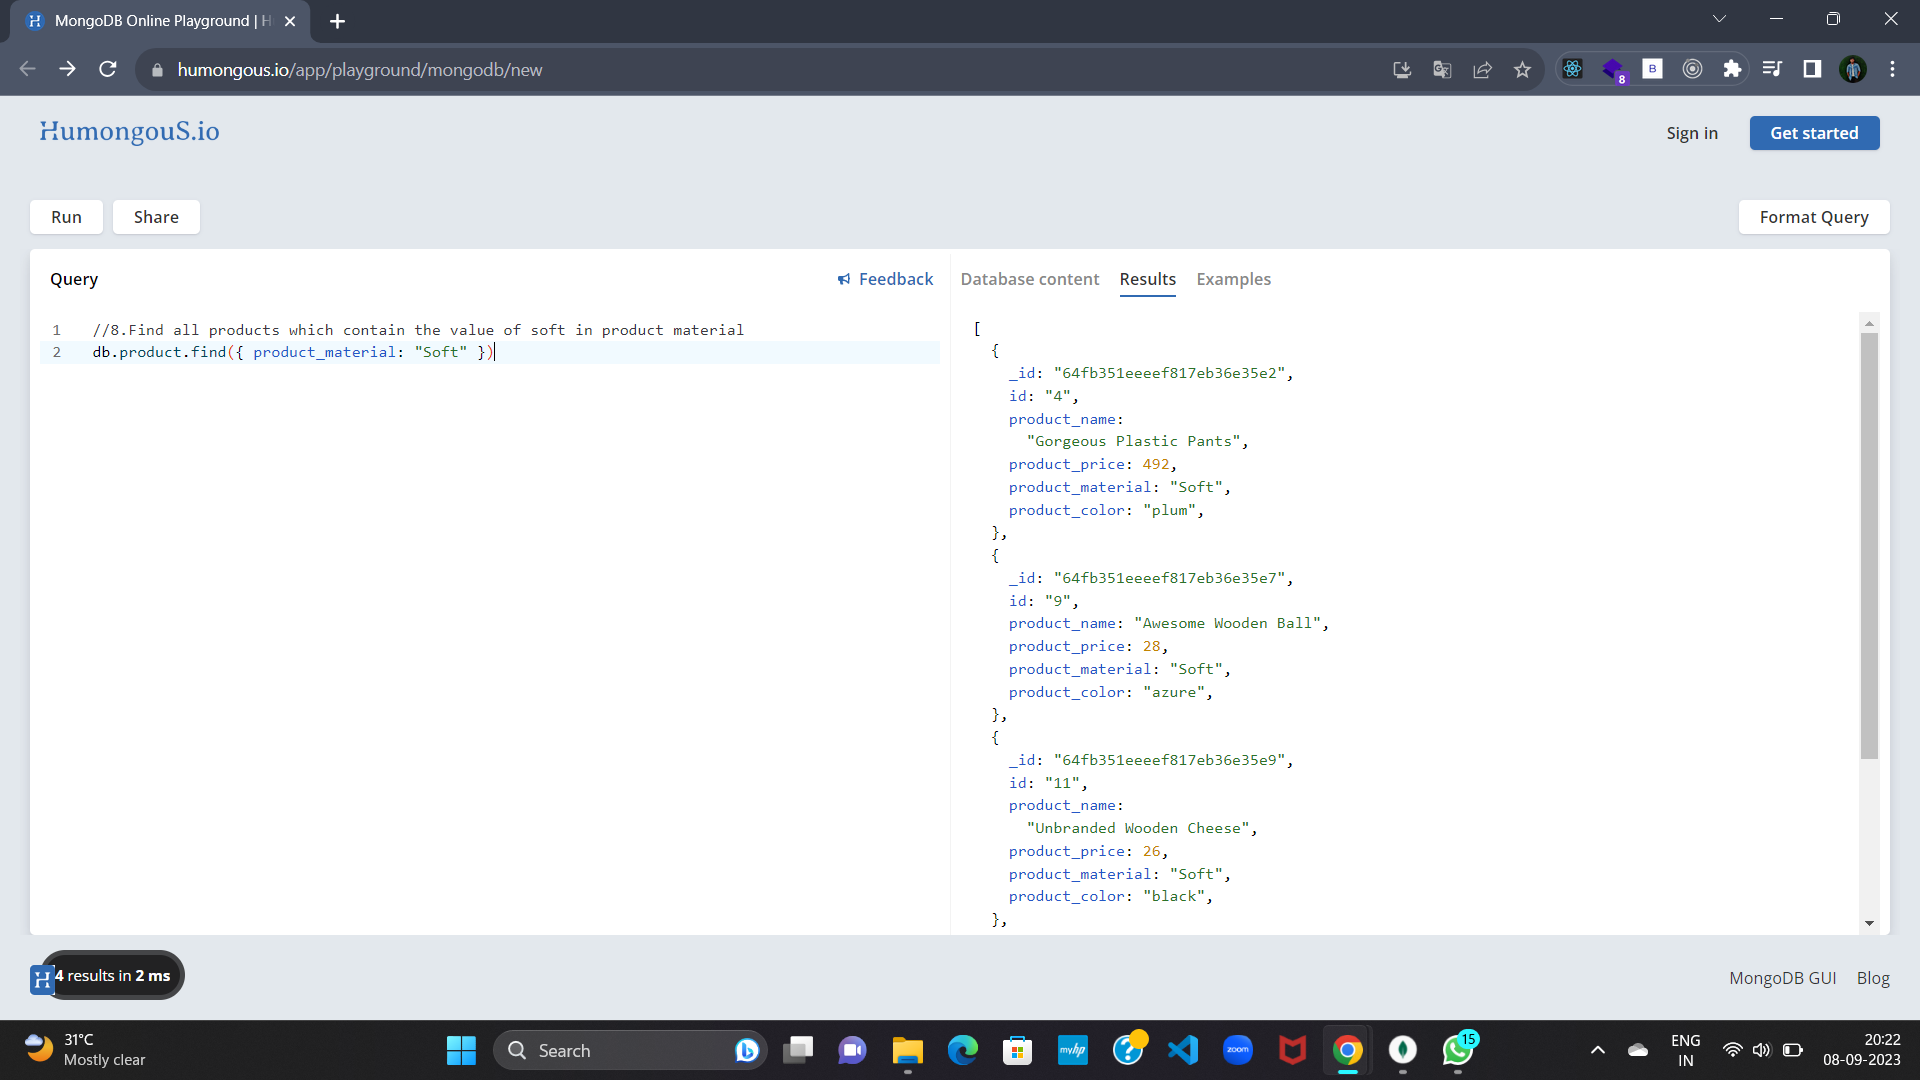 MongoDB Online Playground | H
humongous.io/app/playground/mongodb/new
8
B
HumongouS.io
Sign in
Get started
Run
Share
Format Query
Query
Feedback
Database content
Results
Examples
1 //8.Find all products which contain the value of soft in product material
2 db.product.find({ product_material: "Soft" })
[
{
_id: "64fb351eeeef817eb36e35e2",
id: "4",
product_name:
"Gorgeous Plastic Pants",
product_price: 492,
product_material: "Soft",
product_color: "plum",
},
{
_id: "64fb351eeeef817eb36e35e7",
id: "9",
product_name: "Awesome Wooden Ball",
product_price: 28,
product_material: "Soft",
product_color: "azure",
},
{
_id: "64fb351eeeef817eb36e35e9",
id: "11",
product_name:
"Unbranded Wooden Cheese",
product_price: 26,
product_material: "Soft",
product_color: "black",
},
H
4 results in 2 ms
MongoDB GUI
Blog
31°C
Mostly clear
Search
myhp
zoom
15
ENG
IN
20:22
08-09-2023